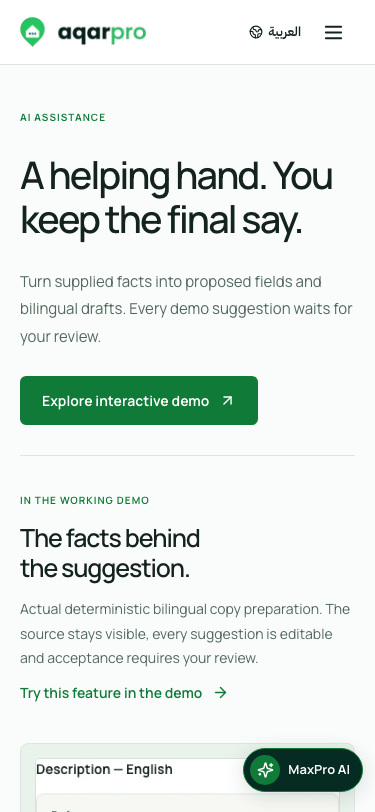 aqarpro
العربية
AI ASSISTANCE
A helping hand. You
keep the final say.
Turn supplied facts into proposed fields and
bilingual drafts. Every demo suggestion waits for
your review.
Explore interactive demo
IN THE WORKING DEMO
The facts behind
the suggestion.
Actual deterministic bilingual copy preparation. The
source stays visible, every suggestion is editable
and acceptance requires your review.
Try this feature in the demo
Description — English
MaxPro AI